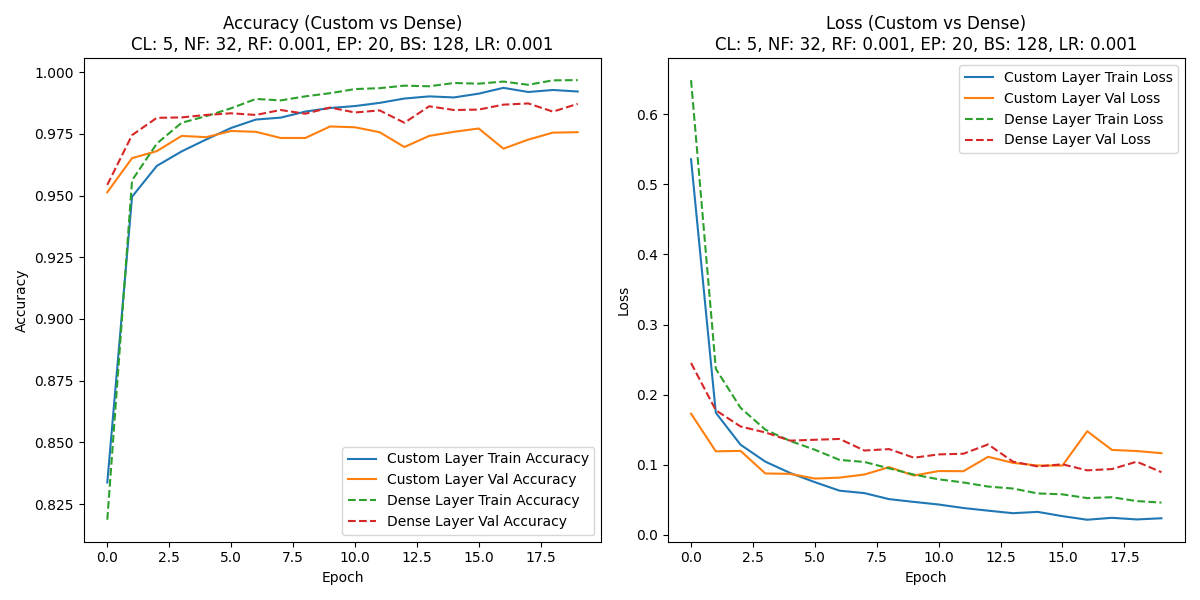 Accuracy (Custom vs Dense)
CL: 5, NF: 32, RF: 0.001, EP: 20, BS: 128, LR: 0.001
1.000
0.975
0.950
0.925
0.900
0.875
0.850
0.825
Accuracy
0.0 2.5 5.0 7.5 10.0 12.5 15.0 17.5
Epoch
Custom Layer Train Accuracy
Custom Layer Val Accuracy
Dense Layer Train Accuracy
Dense Layer Val Accuracy
Loss (Custom vs Dense)
CL: 5, NF: 32, RF: 0.001, EP: 20, BS: 128, LR: 0.001
Custom Layer Train Loss
Custom Layer Val Loss
Dense Layer Train Loss
Dense Layer Val Loss
0.6
0.5
0.4
0.3
0.2
0.1
0.0
Loss
0.0 2.5 5.0 7.5 10.0 12.5 15.0 17.5
Epoch